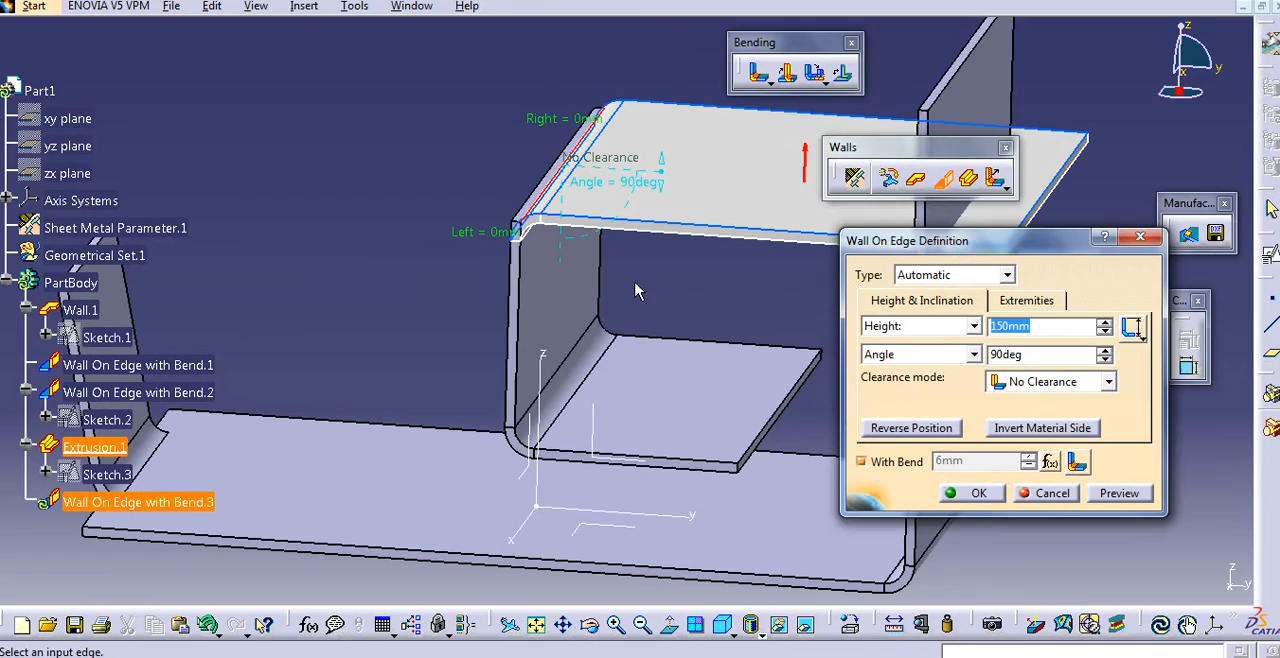 Start ENOVIA V5 VPM File Edit View Insert Tools Window Help
Bending
Part1
xy plane
yz plane
zx plane
Axis Systems
Sheet Metal Parameter.1
Geometrical Set.1
PartBody
Wall.1
Sketch.1
Wall On Edge with Bend.1
Wall On Edge with Bend.2
Sketch.2
Extrusion.1
Sketch.3
Wall On Edge with Bend.3
Right = 0mm
No Clearance
Angle = 90deg
Left = 0mm
z
y
x
z
y
x
Walls
Manufac...
C...
Wall On Edge Definition
Type: Automatic
Height & Inclination Extremities
Height: 150mm
Angle 90deg
Clearance mode: No Clearance
Reverse Position Invert Material Side
With Bend 6mm f(x)
OK Cancel Preview
z
y
f(x)
CATIA
Select an input edge.